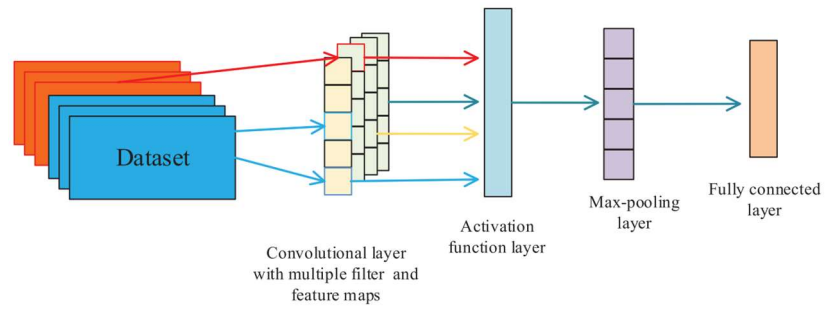 Dataset
Convolutional layer
with multiple filter and
feature maps
Activation
function layer
Max-pooling
layer
Fully connected
layer